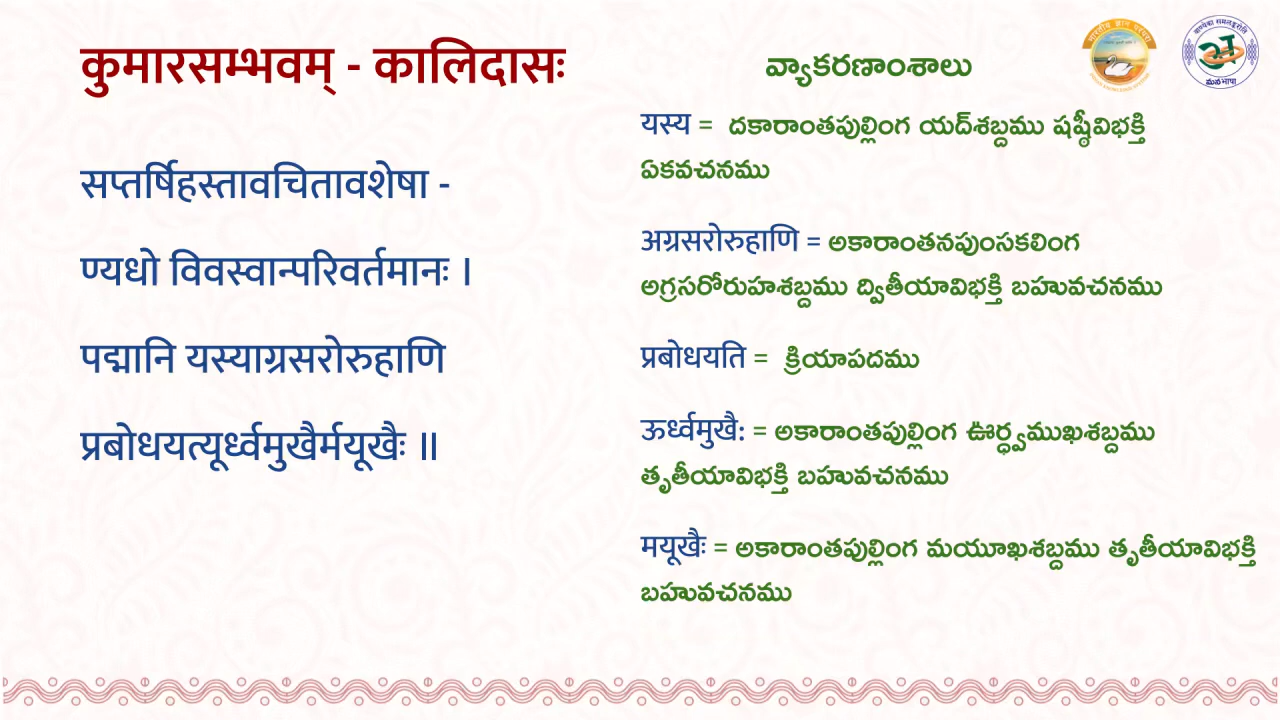 कुमारसम्भवम् - कालिदासः
सप्तर्षिहस्तावचितावशेषा -
ण्यधो विवस्वान्परिवर्तमानः ।
पद्मानि यस्याग्रसरोरुहाणि
प्रबोधयत्यूर्ध्वमुखैर्मयूखैः ॥
వ్యాకరణాంశాలు
यस्य = దకారాంతపుల్లింగ యద్‌శబ్దము షష్ఠీవిభక్తి
ఏకవచనము
अग्रसरोरुहाणि = అకారాంతనపుంసకలింగ
అగ్రసరోరుహశబ్దము ద్వితీయావిభక్తి బహువచనము
प्रबोधयति = క్రియాపదము
ऊर्ध्वमुखै: = అకారాంతపుల్లింగ ఊర్ధ్వముఖశబ్దము
తృతీయావిభక్తి బహువచనము
मयूखैः = అకారాంతపుల్లింగ మయూఖశబ్దము తృతీయావిభక్తి
బహువచనము